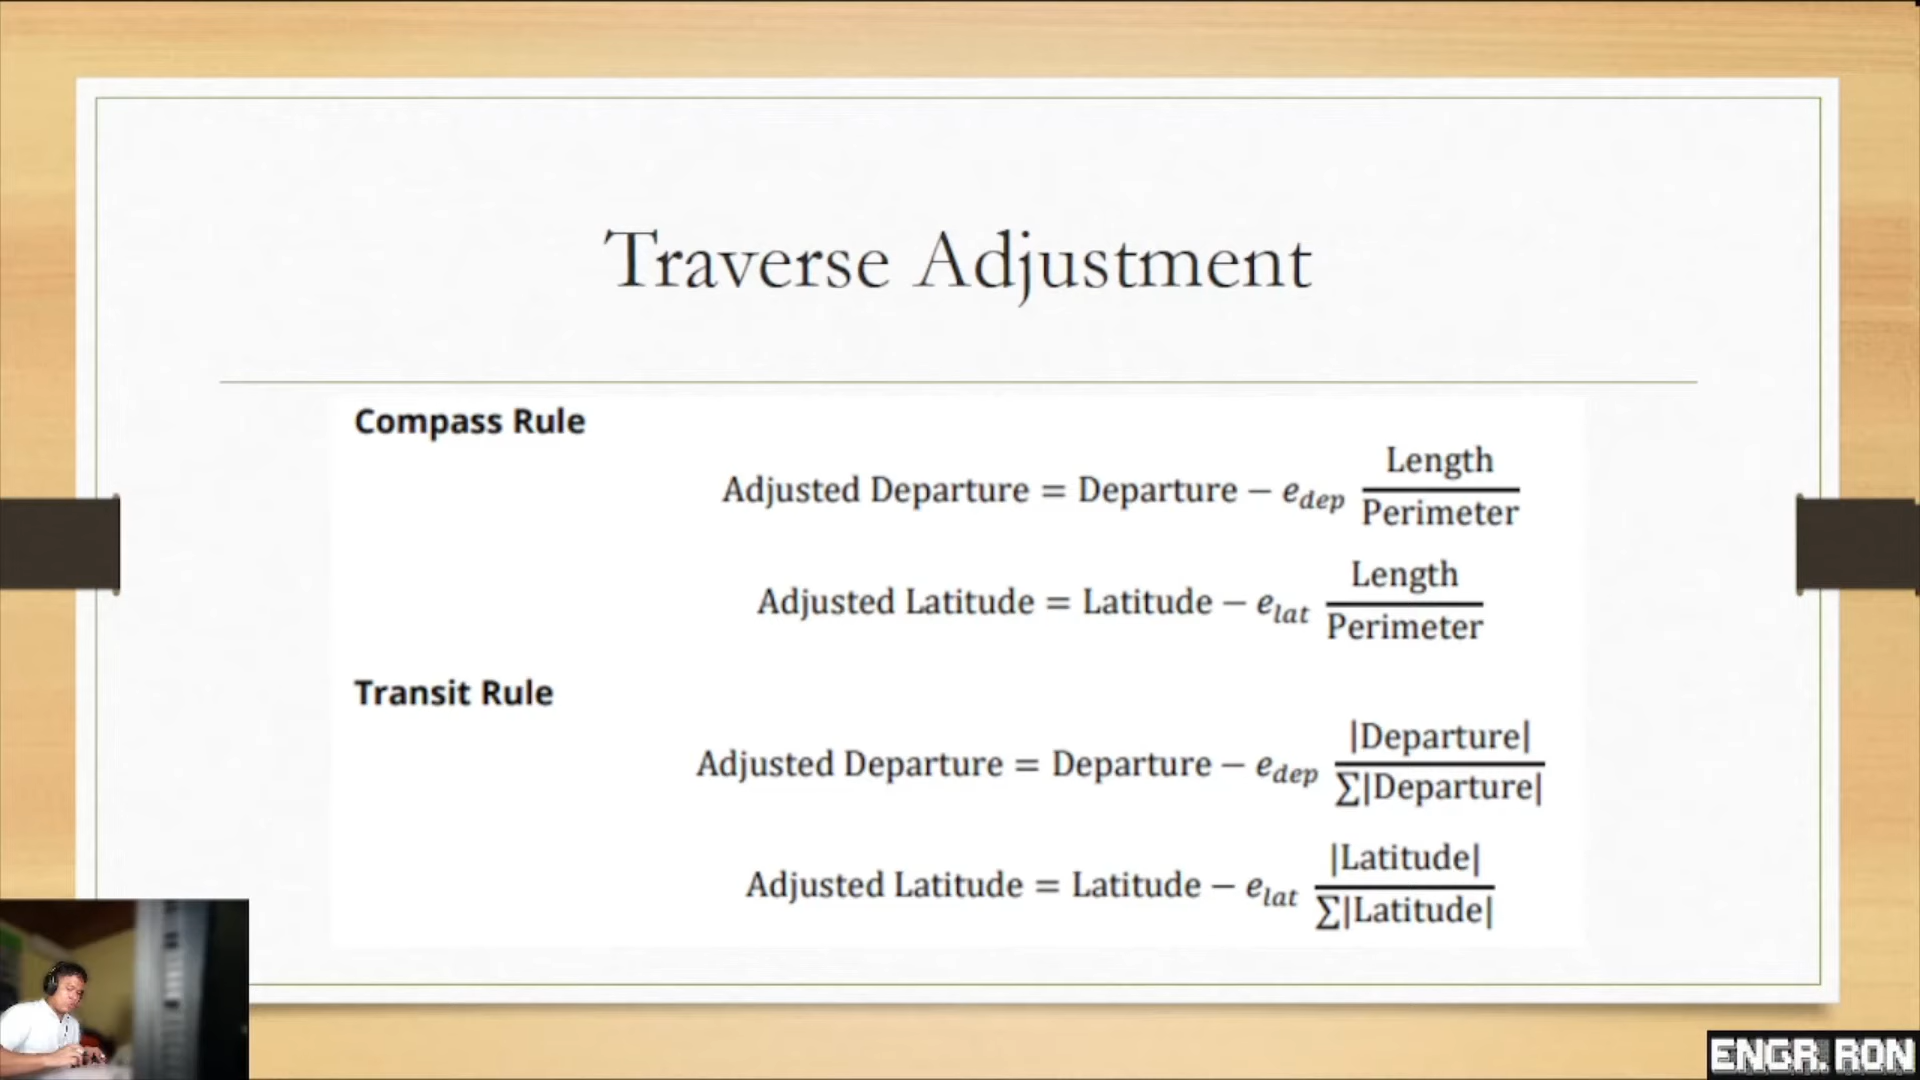 Traverse Adjustment
Compass Rule
Adjusted Departure = Departure − e_dep Length / Perimeter
Adjusted Latitude = Latitude − e_lat Length / Perimeter
Transit Rule
Adjusted Departure = Departure − e_dep |Departure| / ∑|Departure|
Adjusted Latitude = Latitude − e_lat |Latitude| / ∑|Latitude|
ENGR. RON